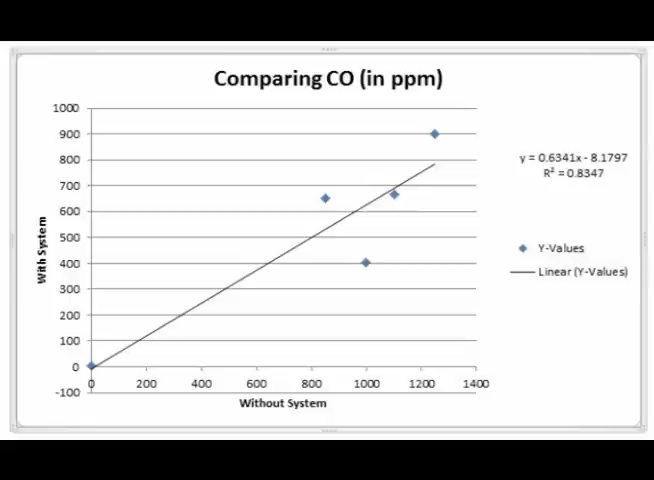 Comparing CO (in ppm)
1000
900
800
700
600
500
400
300
200
100
0
-100
With System
0 200 400 600 800 1000 1200 1400
Without System
y = 0.6341x - 8.1797
R² = 0.8347
Y-Values
Linear (Y-Values)